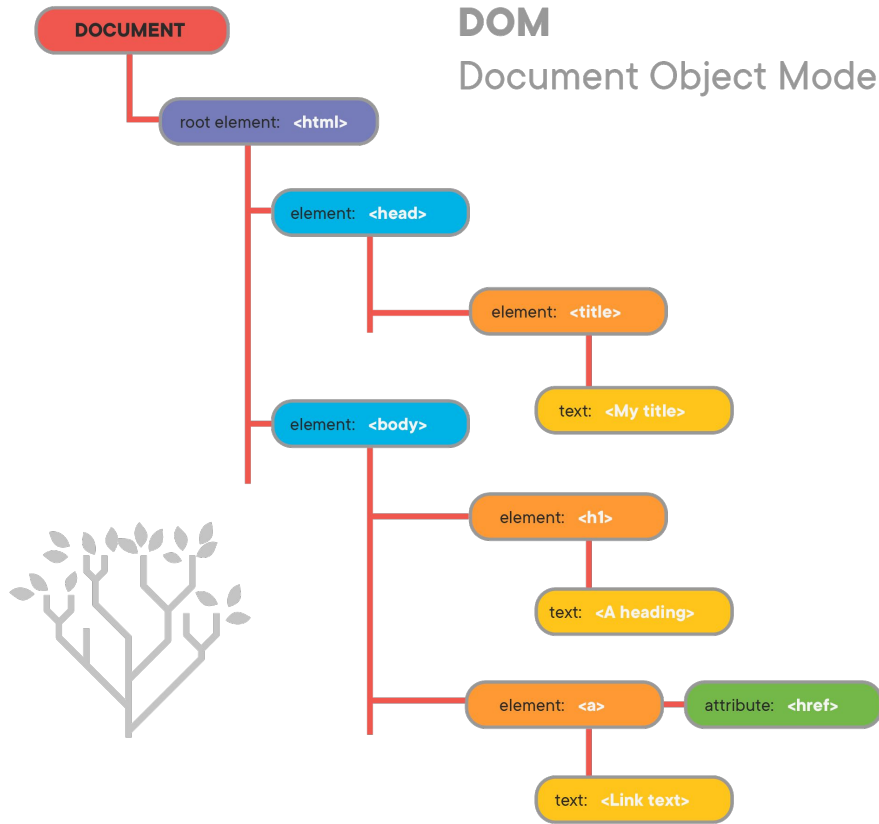 DOCUMENT
DOM
Document Object Mode
root element: <html>
element: <head>
element: <title>
text: <My title>
element: <body>
element: <h1>
text: <A heading>
element: <a>
attribute: <href>
text: <Link text>